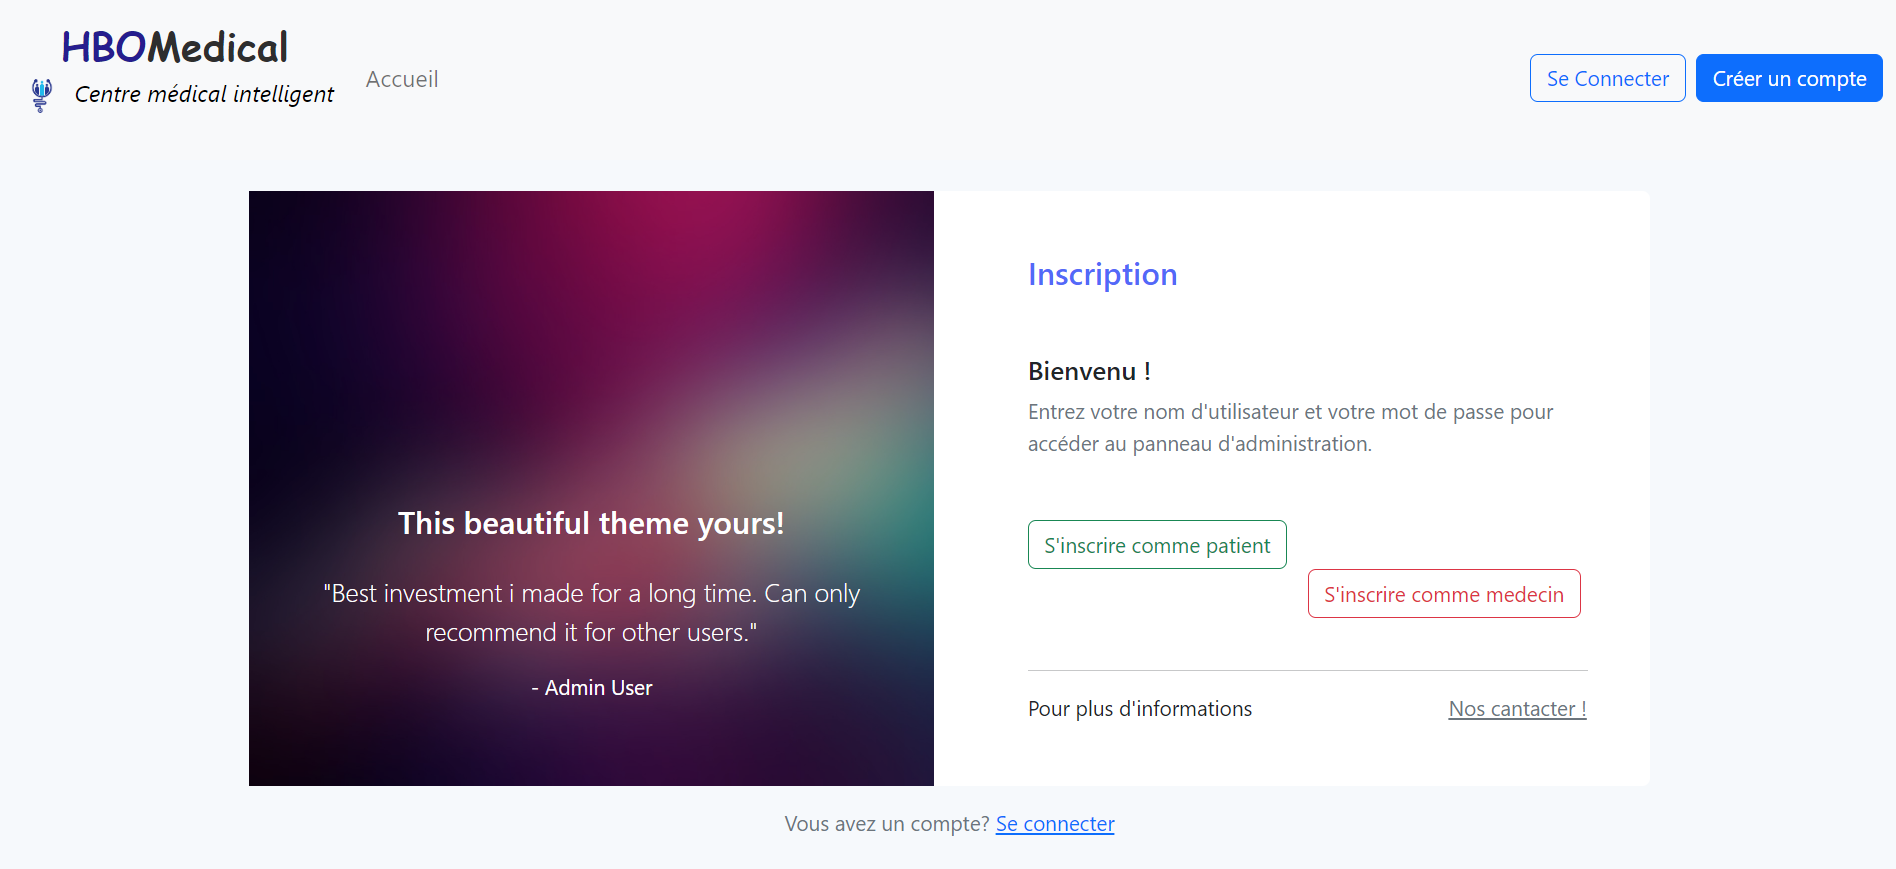 HBOMedical
Centre médical intelligent
Accueil
Se Connecter
Créer un compte
This beautiful theme yours!
"Best investment i made for a long time. Can only
recommend it for other users."
- Admin User
Inscription
Bienvenu !
Entrez votre nom d'utilisateur et votre mot de passe pour
accéder au panneau d'administration.
S'inscrire comme patient
S'inscrire comme medecin
Pour plus d'informations
Nos cantacter !
Vous avez un compte? Se connecter